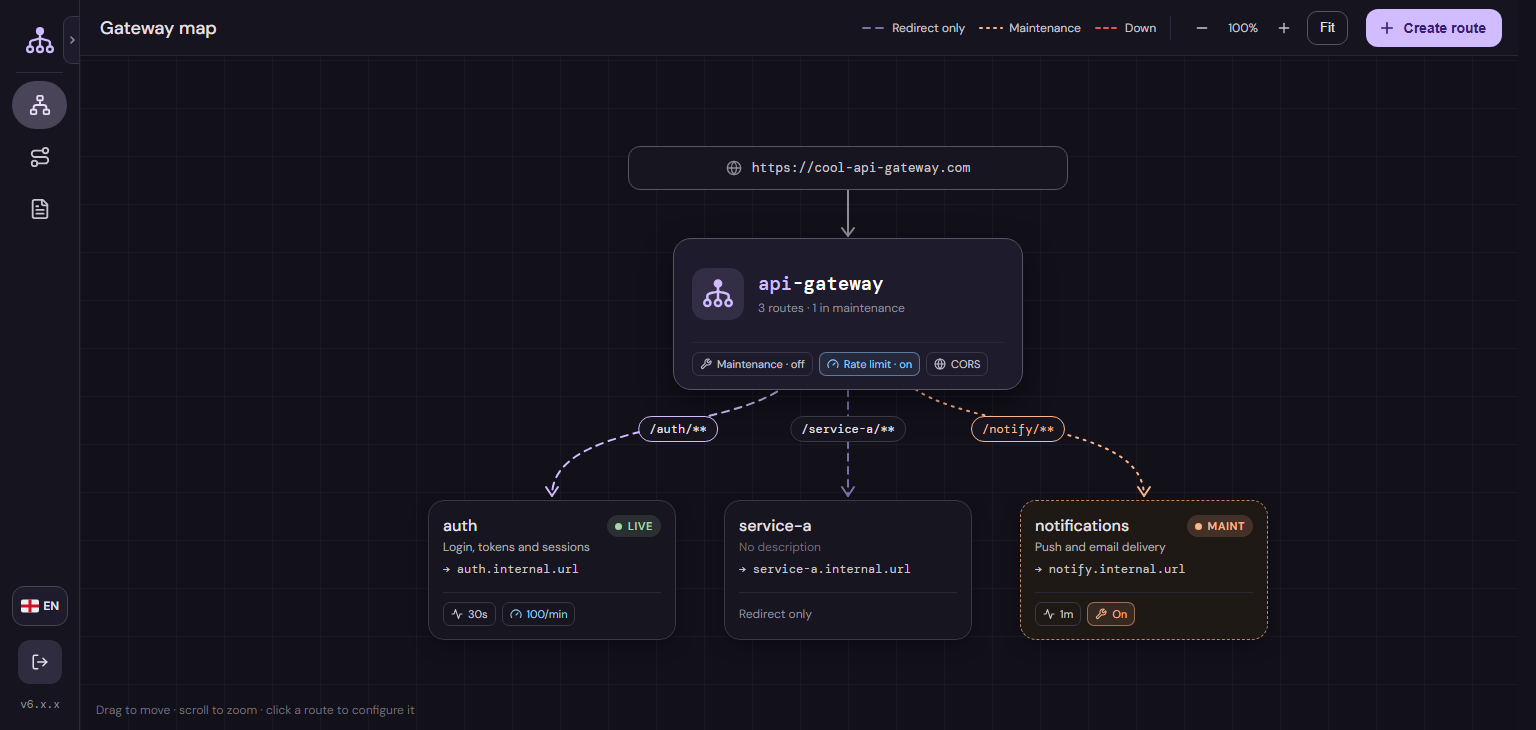 Gateway map
Redirect only
Maintenance
Down
100%
Fit
Create route
https://cool-api-gateway.com
api-gateway
3 routes · 1 in maintenance
Maintenance · off
Rate limit · on
CORS
/auth/**
/service-a/**
/notify/**
auth
LIVE
Login, tokens and sessions
→ auth.internal.url
30s
100/min
service-a
No description
→ service-a.internal.url
Redirect only
notifications
MAINT
Push and email delivery
→ notify.internal.url
1m
On
EN
v6.x.x
Drag to move · scroll to zoom · click a route to configure it